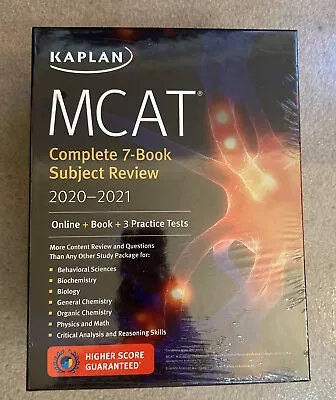 KAPLAN
MCAT®
Complete 7-Book
Subject Review
2020–2021
Online + Book + 3 Practice Tests
More Content Review and Questions
Than Any Other Study Package for:
• Behavioral Sciences
• Biochemistry
• Biology
• General Chemistry
• Organic Chemistry
• Physics and Math
• Critical Analysis and Reasoning Skills
HIGHER SCORE
GUARANTEED